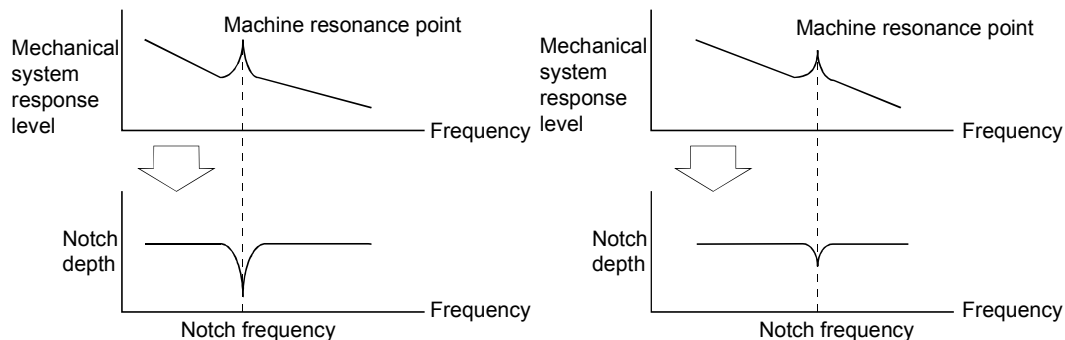 Machine resonance point
Mechanical
system
response
level
Frequency
Notch
depth
Frequency
Notch frequency
Machine resonance point
Mechanical
system
response
level
Frequency
Notch
depth
Frequency
Notch frequency